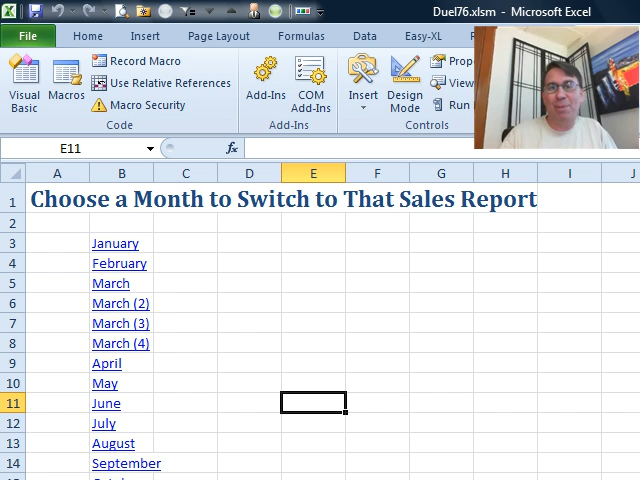 Duel76.xlsm - Microsoft Excel
File Home Insert Page Layout Formulas Data Easy-XL
Visual Basic
Macros
Record Macro
Use Relative References
Macro Security
Code
Add-Ins
COM Add-Ins
Add-Ins
Insert
Design Mode
View
Run
Controls
E11 fx
A B C D E F G H I J
1 Choose a Month to Switch to That Sales Report
2
3 January
4 February
5 March
6 March (2)
7 March (3)
8 March (4)
9 April
10 May
11 June
12 July
13 August
14 September